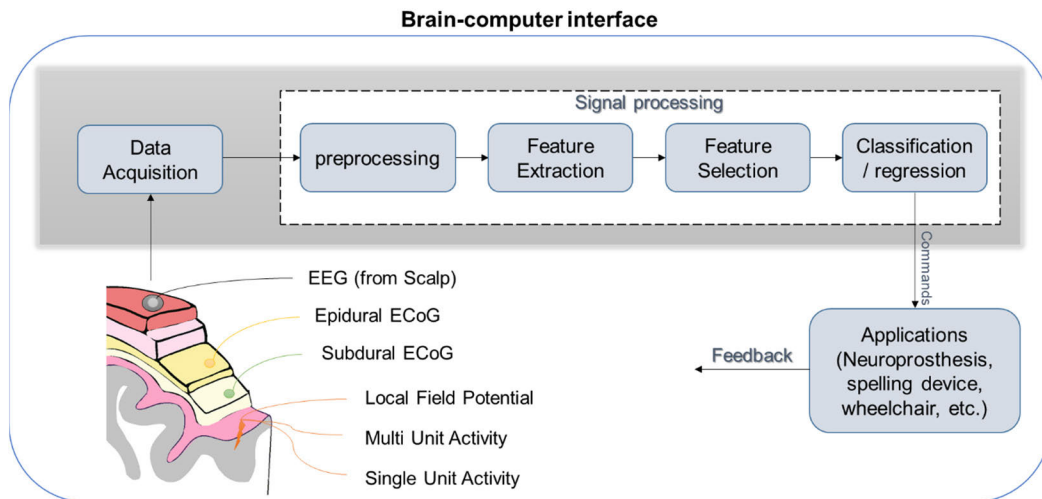 Brain-computer interface
Signal processing
Data
Acquisition
preprocessing
Feature
Extraction
Feature
Selection
Classification
/ regression
Commands
EEG (from Scalp)
Epidural ECoG
Subdural ECoG
Local Field Potential
Multi Unit Activity
Single Unit Activity
Feedback
Applications
(Neuroprosthesis,
spelling device,
wheelchair, etc.)